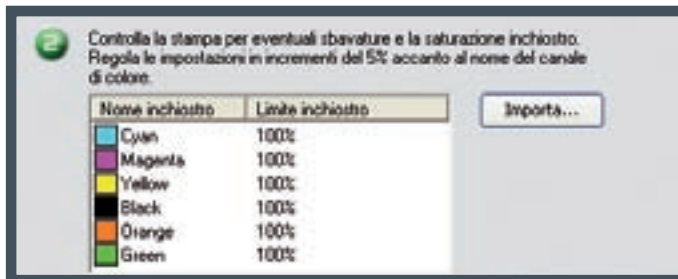 2
Controlla la stampa per eventuali sbavature e la saturazione inchiostro.
Regola le impostazioni in incrementi del 5% accanto al nome del canale
di colore.
Nome inchiostro Limite inchiostro
Importa...
Cyan 100%
Magenta 100%
Yellow 100%
Black 100%
Orange 100%
Green 100%